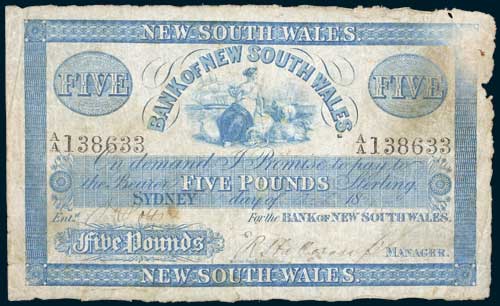 NEW SOUTH WALES.
BANK OF NEW SOUTH WALES.
FIVE FIVE
A/A 138633 A/A 138633
On demand I Promise to pay to
the Bearer FIVE POUNDS Sterling
SYDNEY day of 18
Ent.d For the BANK OF NEW SOUTH WALES.
Five Pounds MANAGER.
NEW SOUTH WALES.